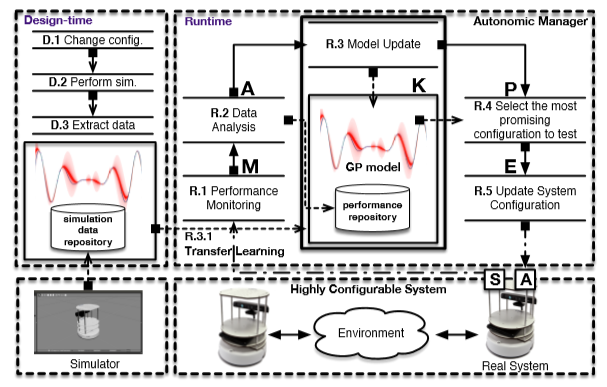 Design-time
D.1 Change config.
D.2 Perform sim.
D.3 Extract data
simulation
data
repository
Simulator
Runtime
Autonomic Manager
R.3 Model Update
A
K
P
R.2 Data
Analysis
R.4 Select the most
promising
configuration to test
GP model
M
E
R.1 Performance
Monitoring
performance
repository
R.5 Update System
Configuration
R.3.1
Transfer Learning
S
A
Highly Configurable System
Environment
Real System